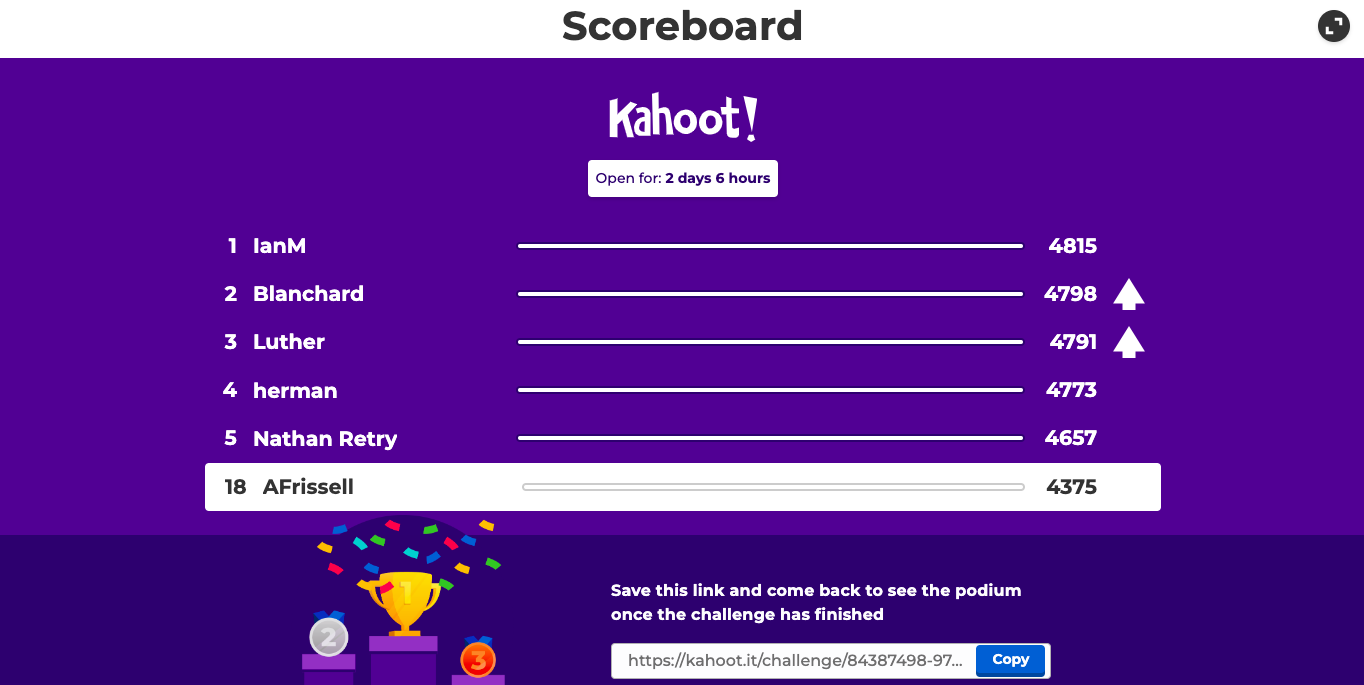 Scoreboard
Kahoot!
Open for: 2 days 6 hours
1 IanM 4815
2 Blanchard 4798
3 Luther 4791
4 herman 4773
5 Nathan Retry 4657
18 AFrissell 4375
1
2
3
Save this link and come back to see the podium
once the challenge has finished
https://kahoot.it/challenge/84387498-97... Copy